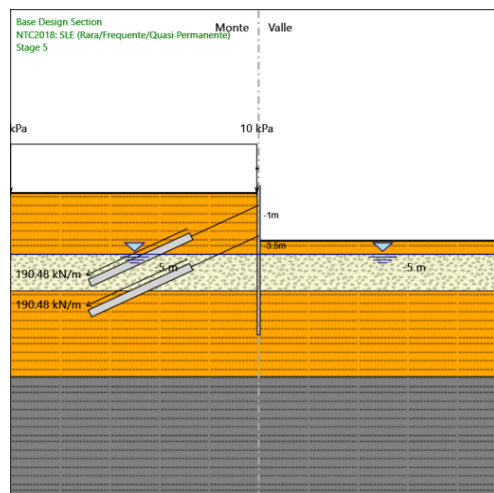 Base Design Section
NTC2018: SLE (Rara/Frequente/Quasi Permanente)
Stage 5
Monte
Valle
kPa
10 kPa
-1m
-3.5m
-5 m
-5 m
190.48 kN/m
190.48 kN/m